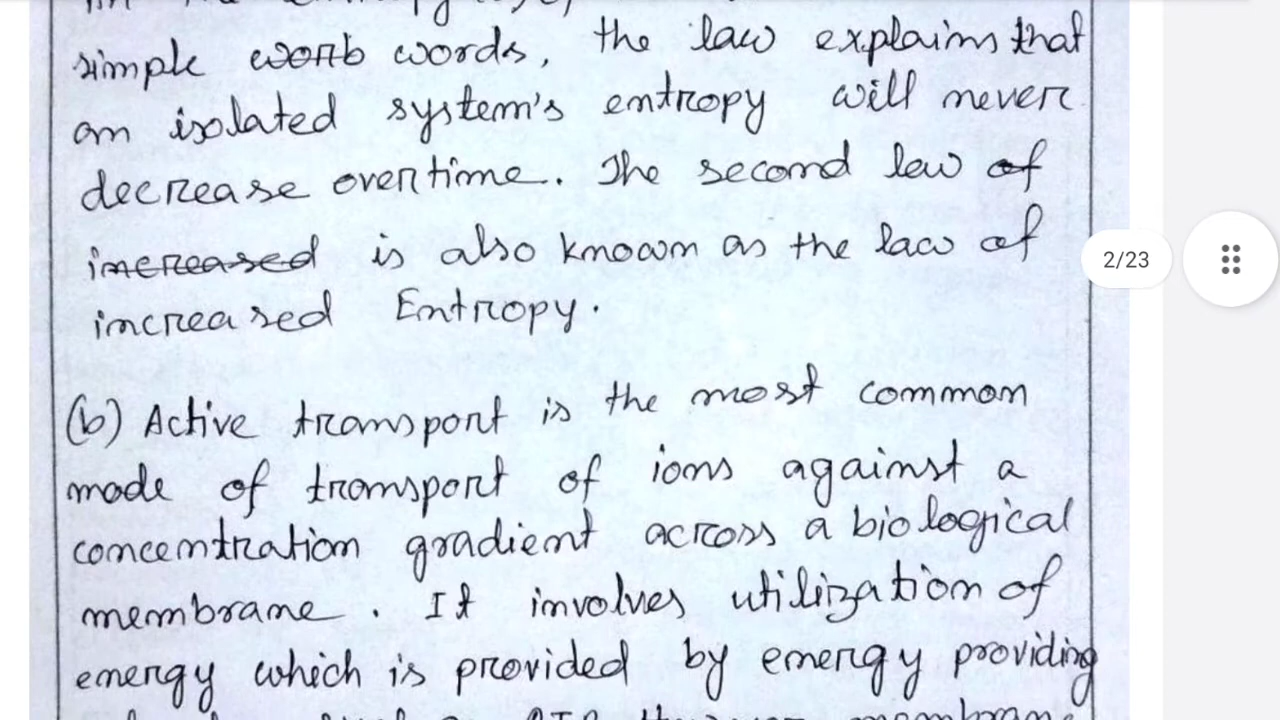 simple worb words, the law explains that
an isolated system's entropy will never
decrease overtime. The second law of
increased is also known as the law of
increased Entropy.
2/23
(b) Active transport is the most common
mode of transport of ions against a
concentration gradient across a biological
membrane. It involves utilization of
energy which is provided by energy providing